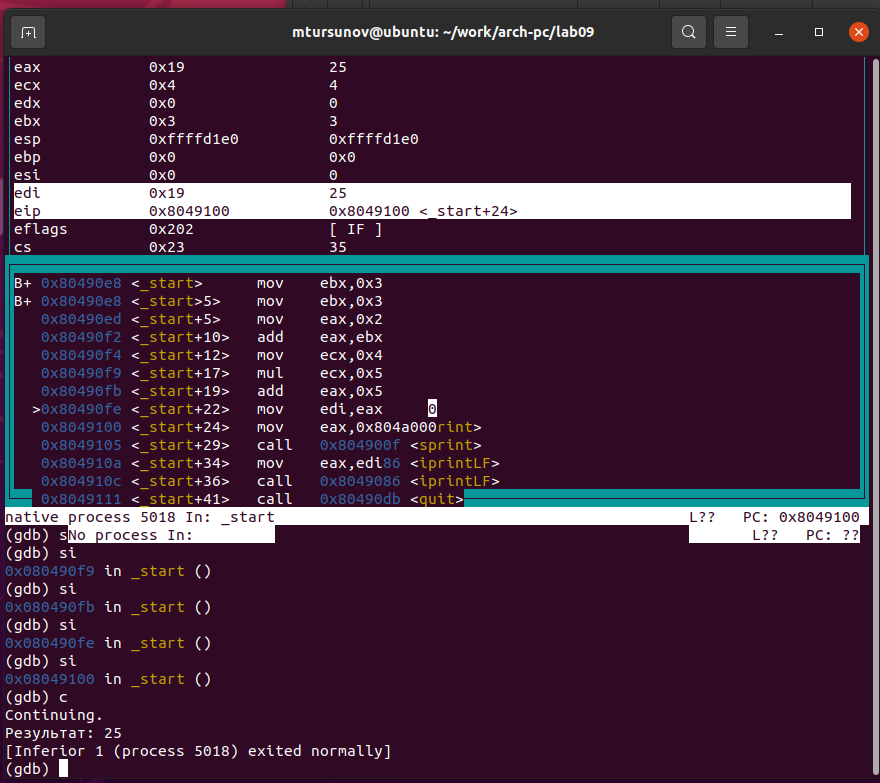 mtursunov@ubuntu: ~/work/arch-pc/lab09
eax 0x19 25
ecx 0x4 4
edx 0x0 0
ebx 0x3 3
esp 0xffffd1e0 0xffffd1e0
ebp 0x0 0x0
esi 0x0 0
edi 0x19 25
eip 0x8049100 0x8049100 <_start+24>
eflags 0x202 [ IF ]
cs 0x23 35
B+ 0x80490e8 <_start> mov ebx,0x3
B+ 0x80490e8 <_start>5> mov ebx,0x3
0x80490ed <_start+5> mov eax,0x2
0x80490f2 <_start+10> add eax,ebx
0x80490f4 <_start+12> mov ecx,0x4
0x80490f9 <_start+17> mul ecx,0x5
0x80490fb <_start+19> add eax,0x5
>0x80490fe <_start+22> mov edi,eax 0
0x8049100 <_start+24> mov eax,0x804a000rint>
0x8049105 <_start+29> call 0x804900f <sprint>
0x804910a <_start+34> mov eax,edi86 <iprintLF>
0x804910c <_start+36> call 0x8049086 <iprintLF>
0x8049111 <_start+41> call 0x80490db <quit>
native process 5018 In: _start L?? PC: 0x8049100
(gdb) sNo process In: L?? PC: ??
(gdb) si
0x080490f9 in _start ()
(gdb) si
0x080490fb in _start ()
(gdb) si
0x080490fe in _start ()
(gdb) si
0x08049100 in _start ()
(gdb) c
Continuing.
Результат: 25
[Inferior 1 (process 5018) exited normally]
(gdb)